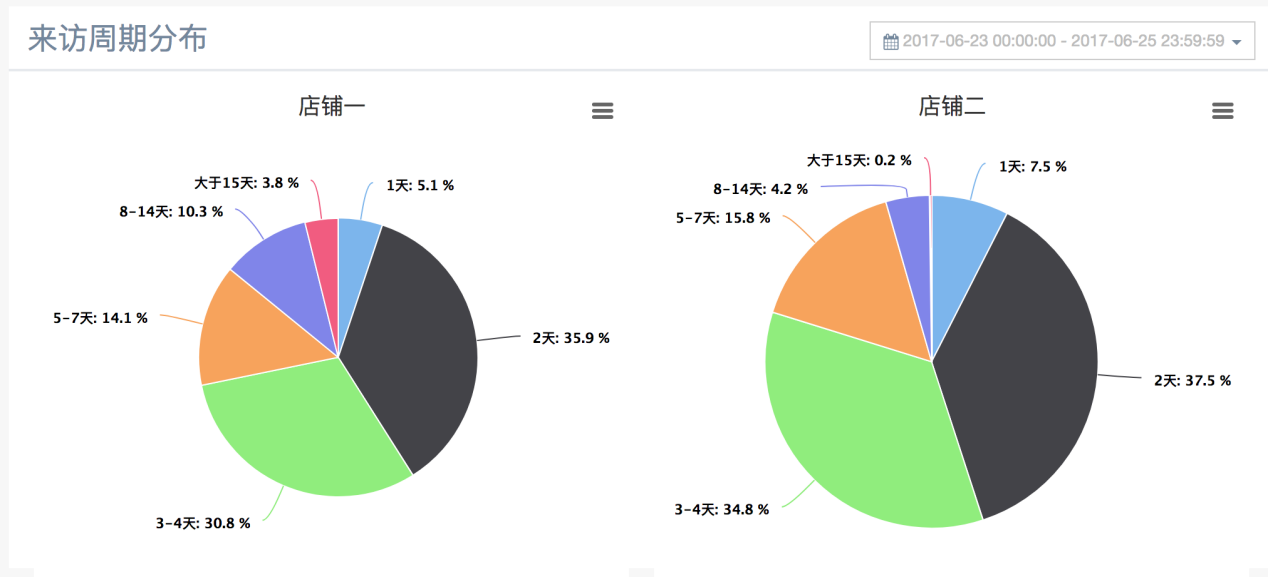 来访周期分布
2017-06-23 00:00:00 - 2017-06-25 23:59:59
店铺一
大于15天: 3.8 %
1天: 5.1 %
8-14天: 10.3 %
5-7天: 14.1 %
2天: 35.9 %
3-4天: 30.8 %
店铺二
大于15天: 0.2 %
1天: 7.5 %
8-14天: 4.2 %
5-7天: 15.8 %
2天: 37.5 %
3-4天: 34.8 %